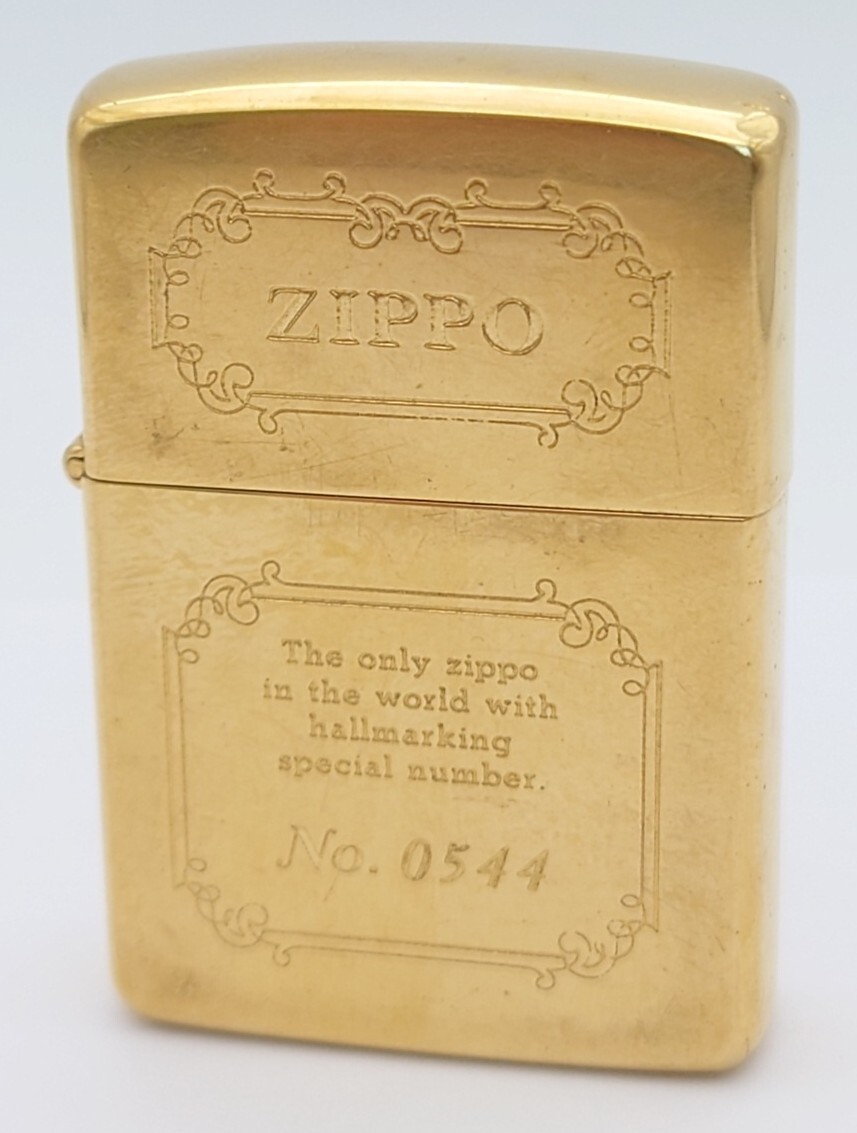 ZIPPO
The only zippo
in the world with
hallmarking
special number.
No. 0544